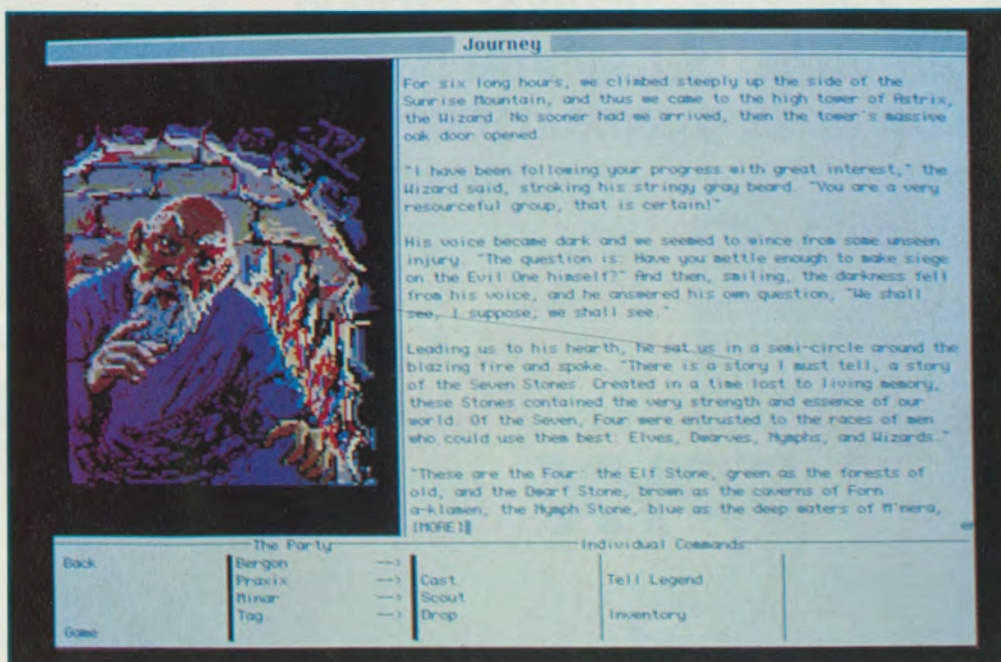 Journey
For six long hours, we climbed steeply up the side of the
Sunrise Mountain, and thus we came to the high tower of Astrix,
the Wizard. No sooner had we arrived, then the tower's massive
oak door opened.
"I have been following your progress with great interest," the
Wizard said, stroking his stringy gray beard. "You are a very
resourceful group, that is certain!"
His voice became dark and we seemed to wince from some unseen
injury. "The question is: Have you mettle enough to make siege
on the Evil One himself?" And then, smiling, the darkness fell
from his voice, and he answered his own question, "We shall
see, I suppose; we shall see."
Leading us to his hearth, he sat us in a semi-circle around the
blazing fire and spoke. "There is a story I must tell, a story
of the Seven Stones. Created in a time lost to living memory,
these Stones contained the very strength and essence of our
world. Of the Seven, Four were entrusted to the races of men
who could use them best: Elves, Dwarves, Nymphs, and Wizards."
"These are the Four: the Elf Stone, green as the forests of
old, and the Dwarf Stone, brown as the caverns of Forn
a-klamen; the Nymph Stone, blue as the deep waters of M'nera,
[MORE]
The Party Individual Commands
Back Bergon -->
Praxix --> Cast Tell Legend
Minar --> Scout
Tag --> Drop Inventory
Game